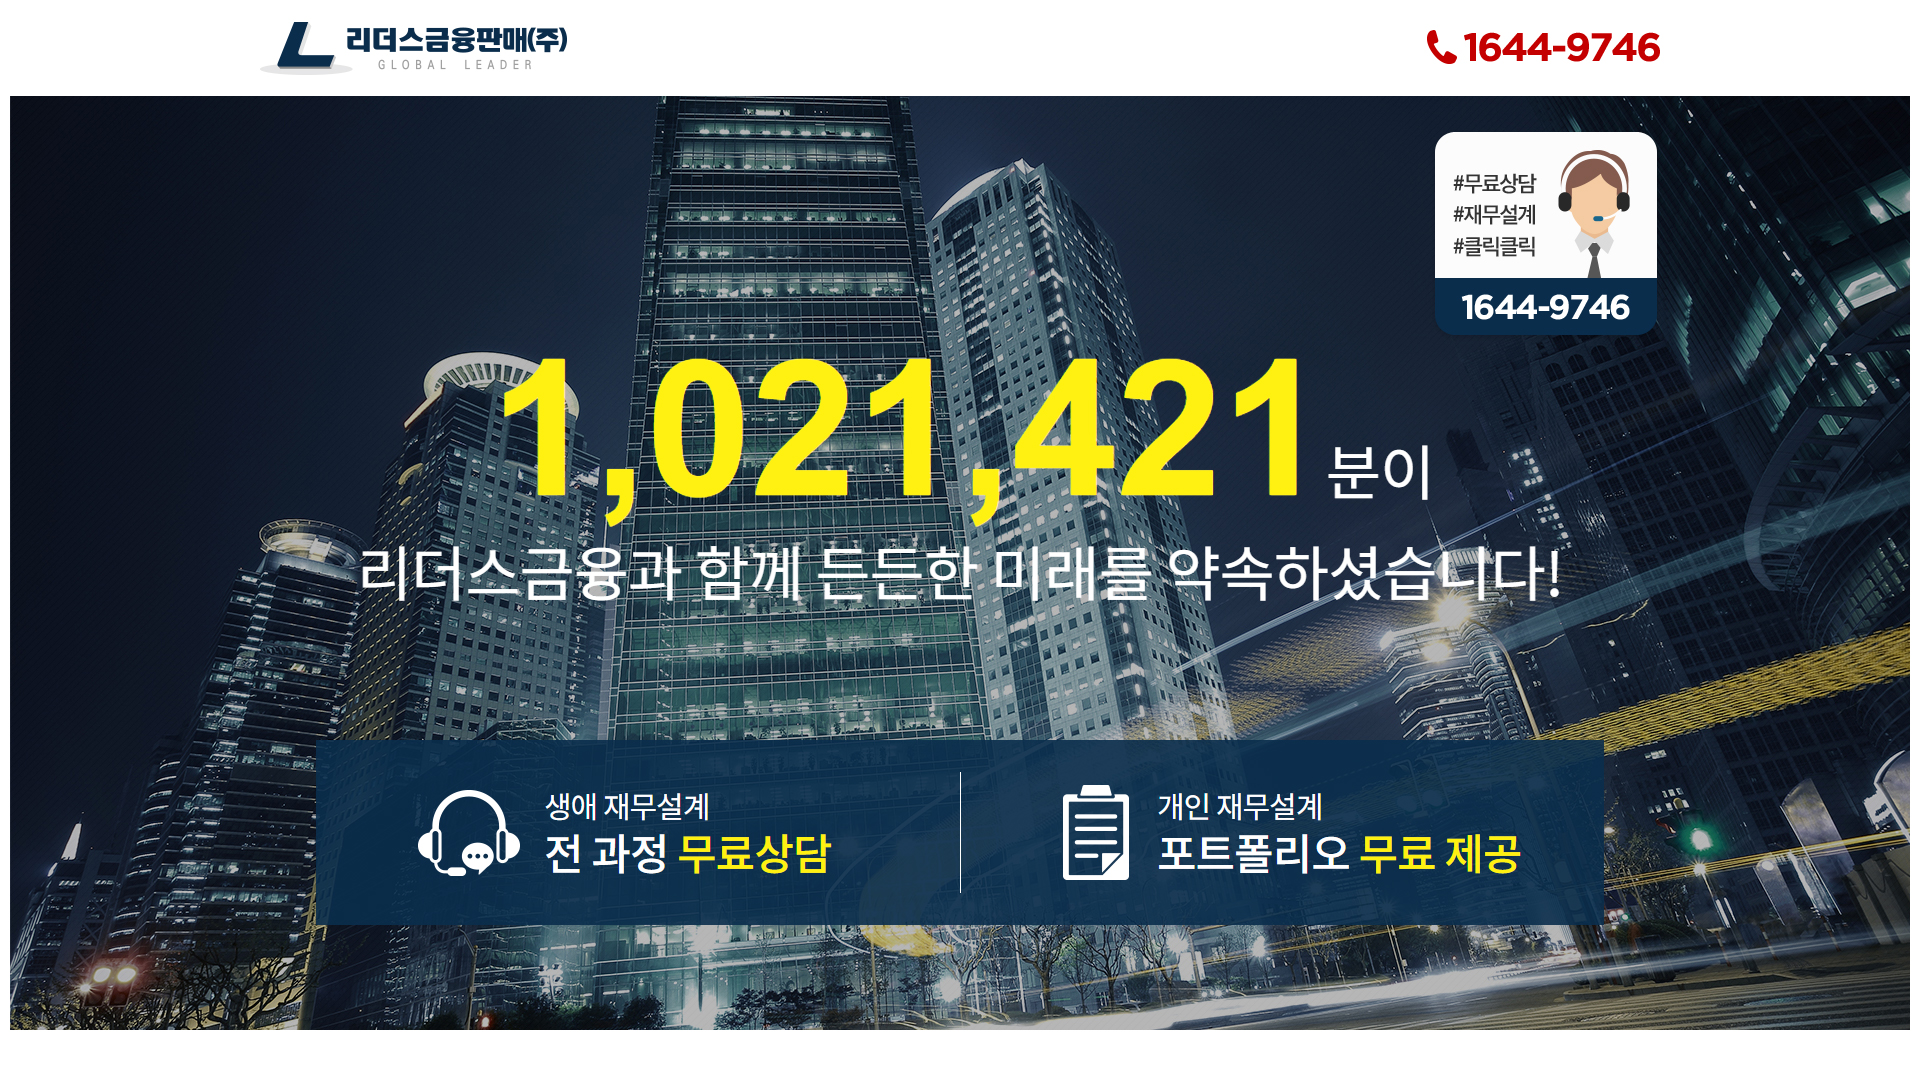 리더스금융판매(주)
GLOBAL LEADER
1644-9746
#무료상담
#재무설계
#클릭클릭
1644-9746
1,021,421 분이
리더스금융과 함께 든든한 미래를 약속하셨습니다!
생애 재무설계
전 과정 무료상담
개인 재무설계
포트폴리오 무료 제공